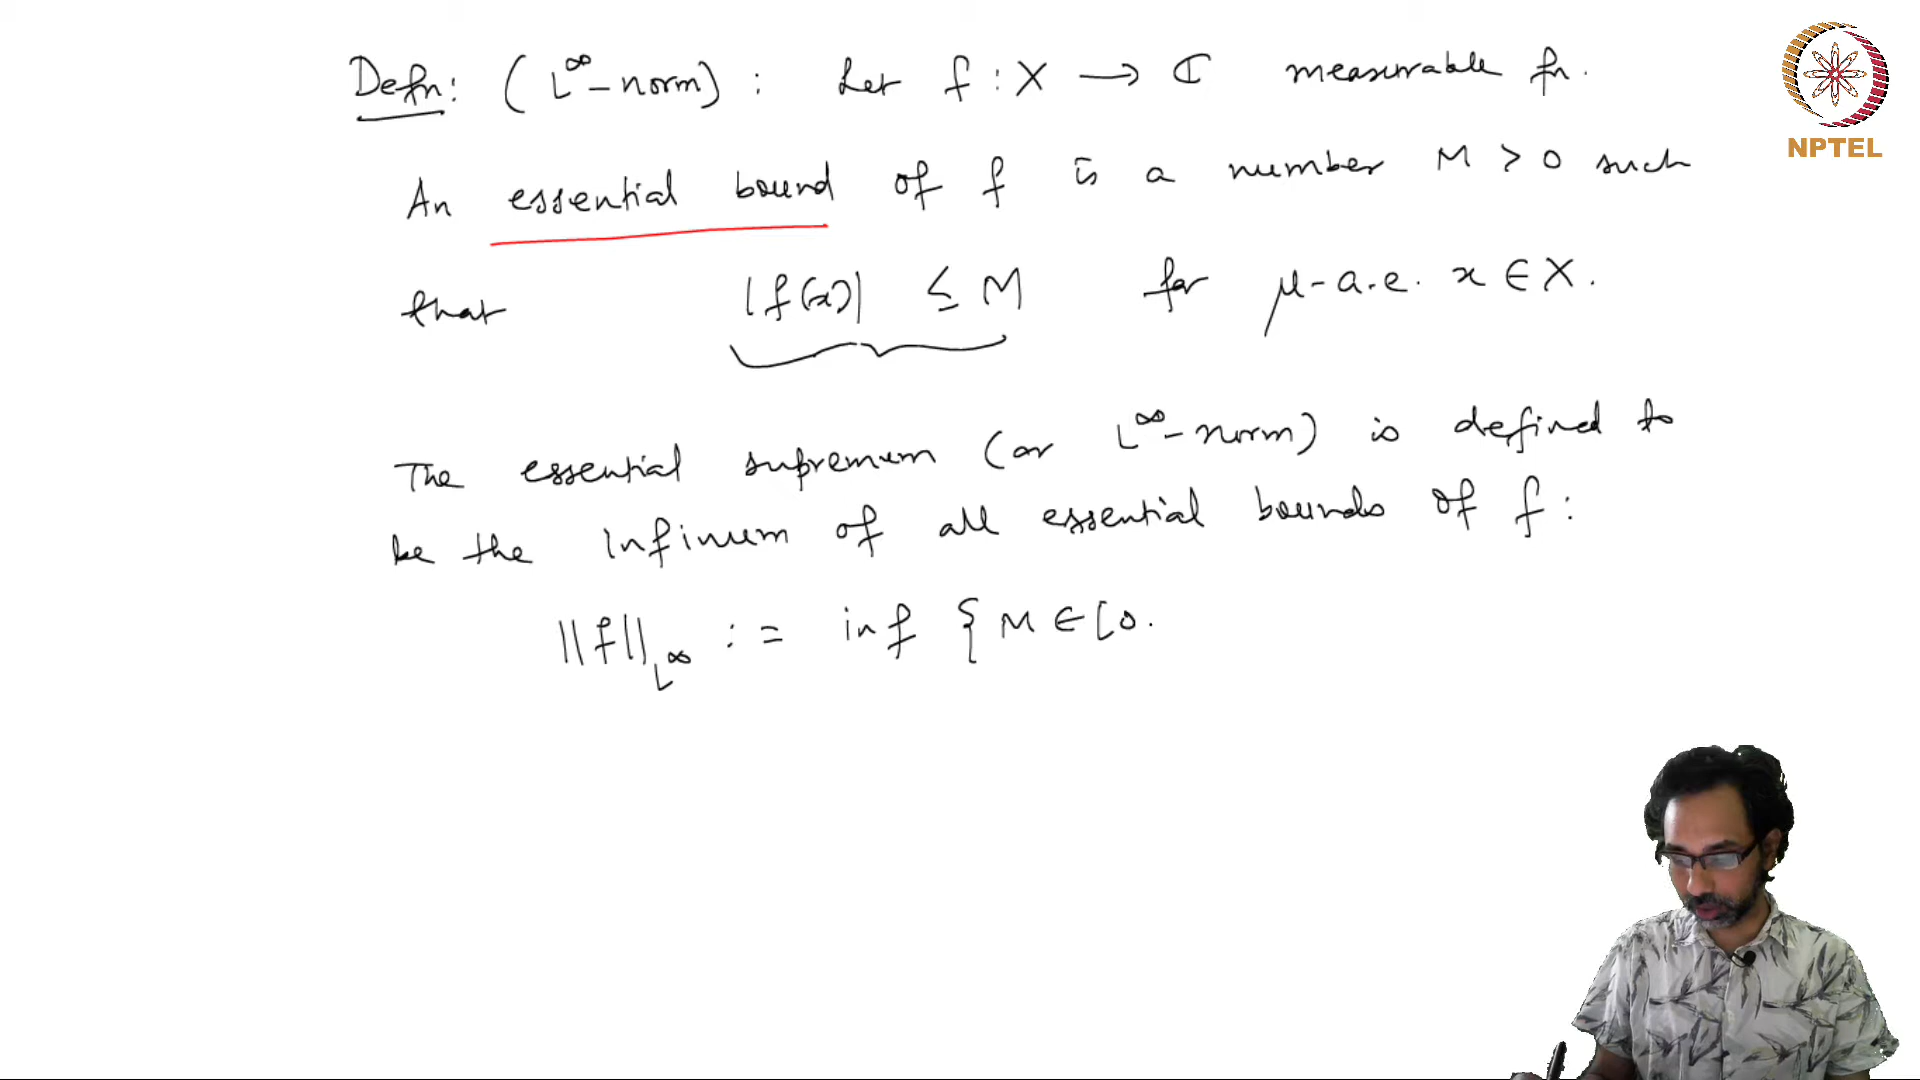 Defn: (L^∞-norm): Let f : X → ℂ measurable fn.
NPTEL
An essential bound of f is a number M > 0 such
that |f(x)| ≤ M for μ-a.e. x ∈ X.
The essential supremum (or L^∞-norm) is defined to
be the infimum of all essential bounds of f :
||f||_{L^∞} := inf { M ∈ [0.